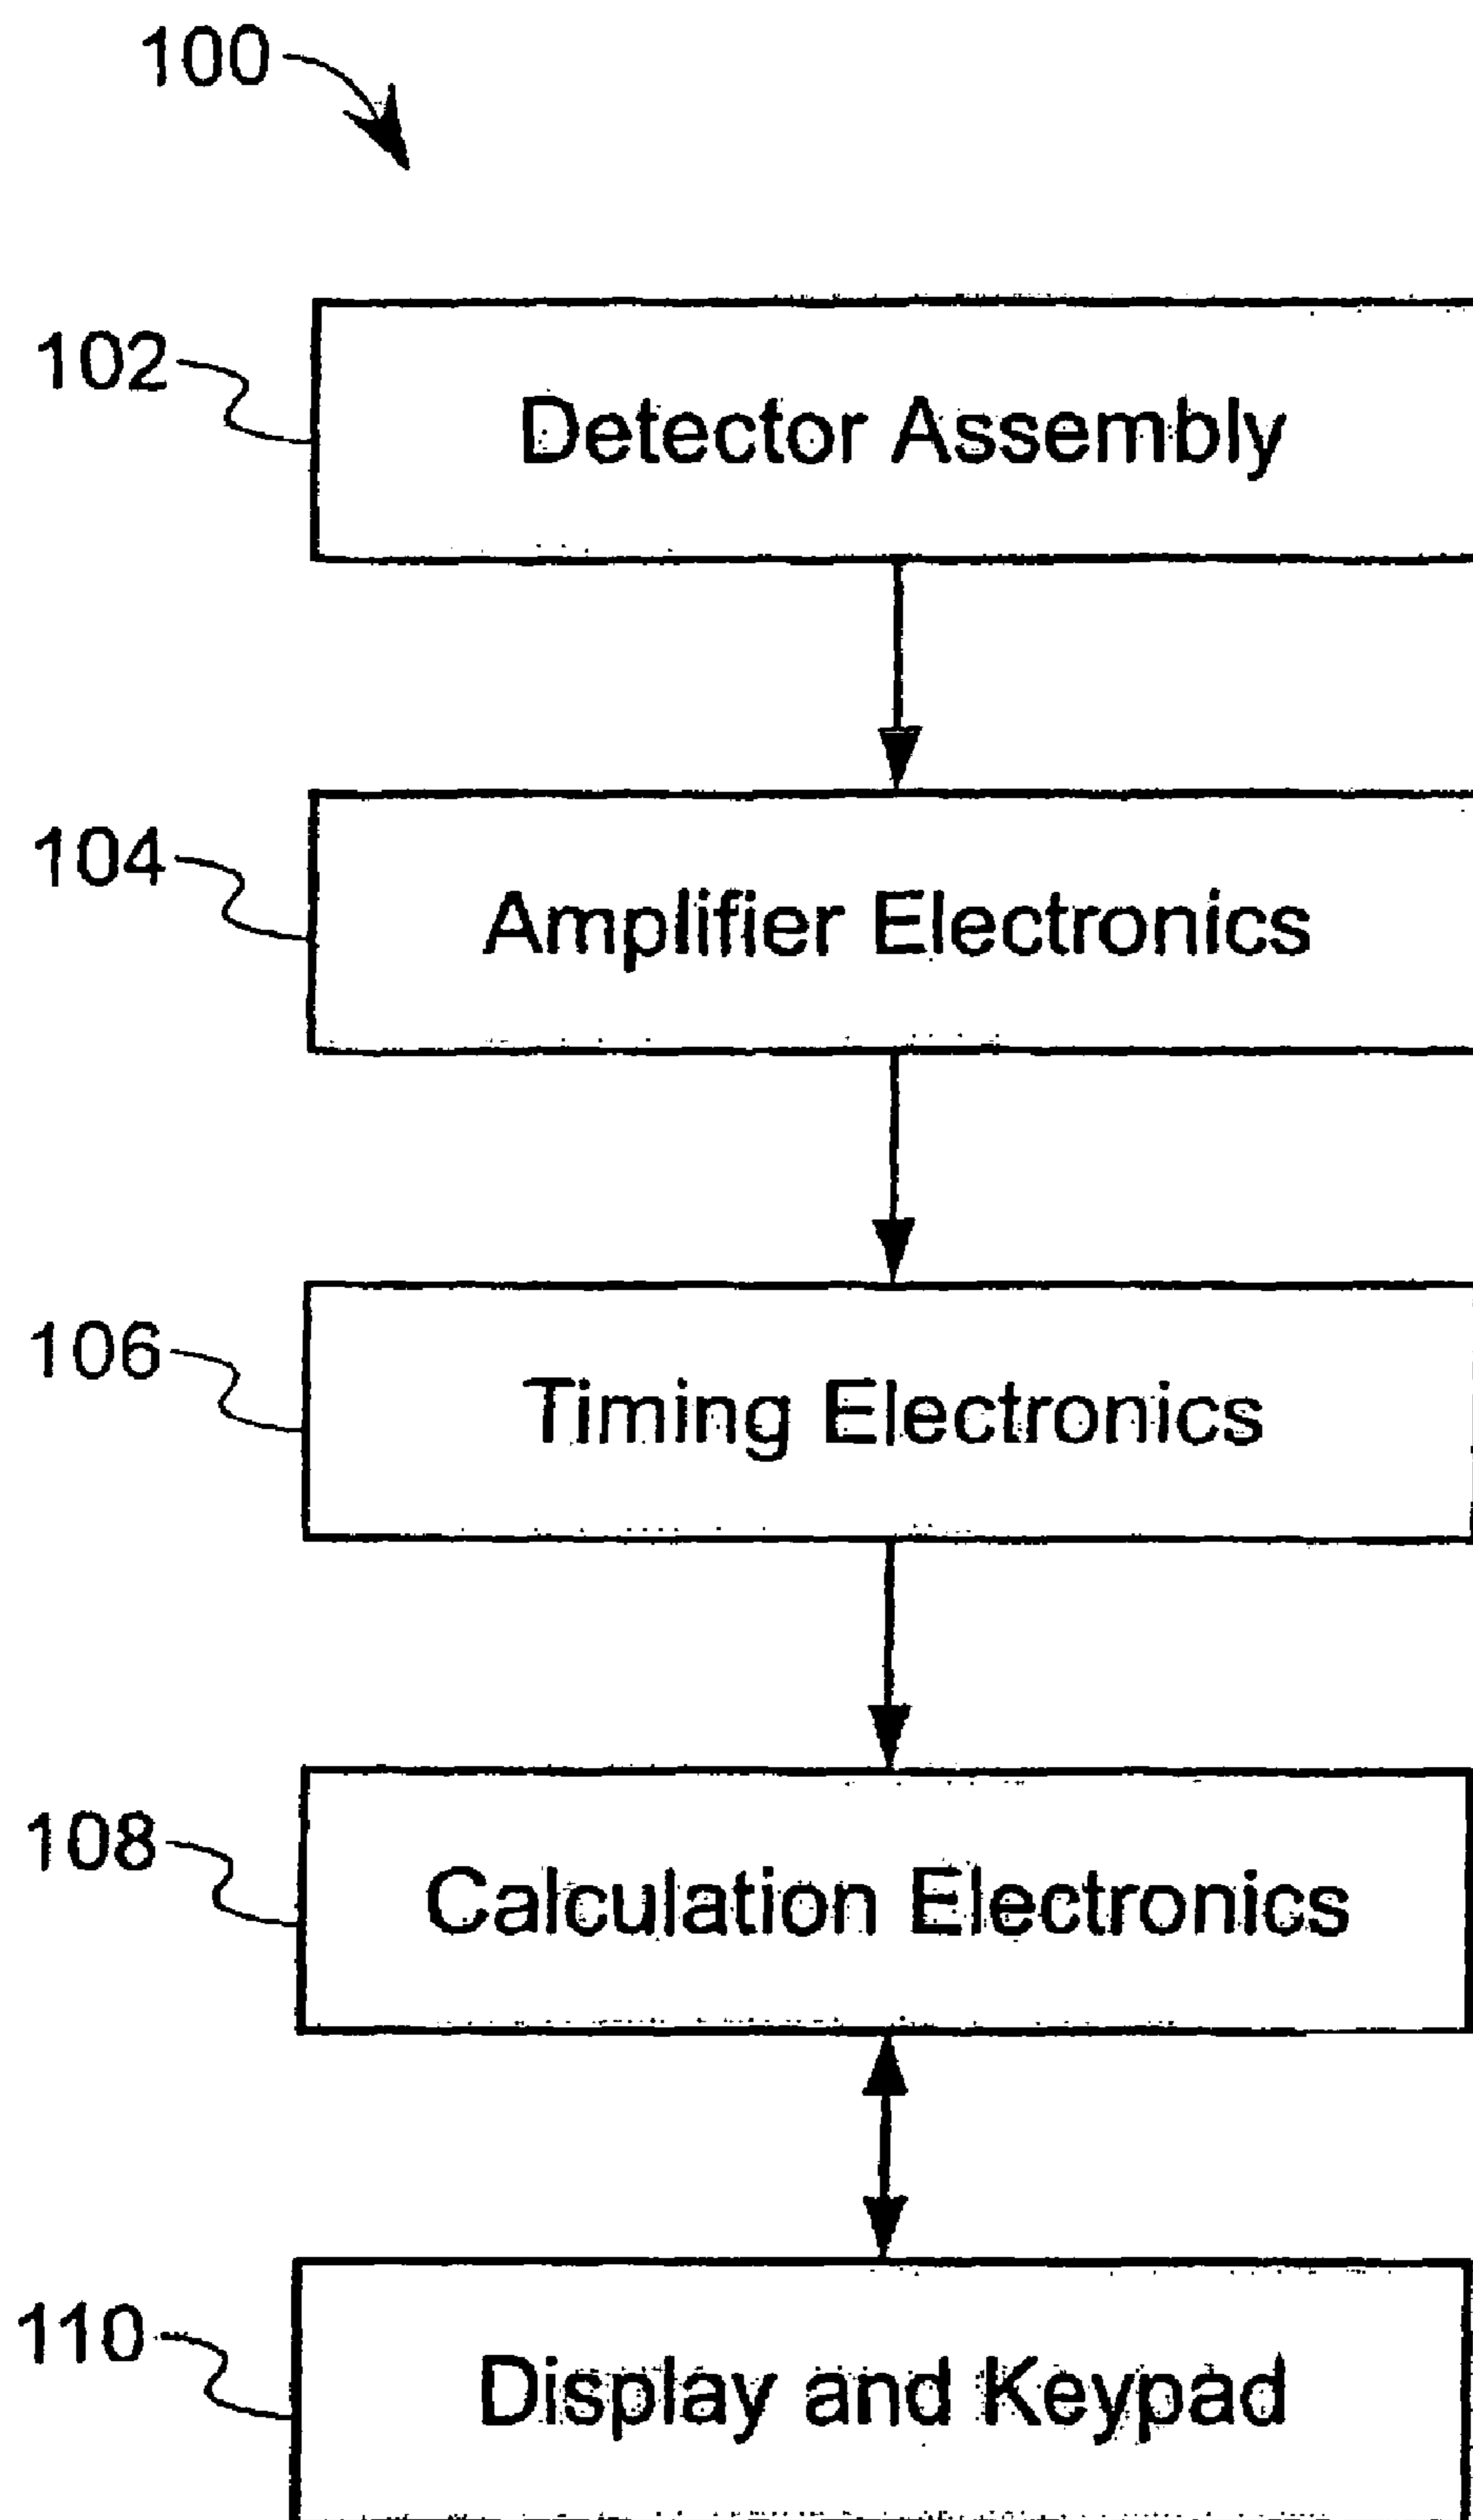 100
102
Detector Assembly
104
Amplifier Electronics
106
Timing Electronics
108
Calculation Electronics
110
Display and Keypad